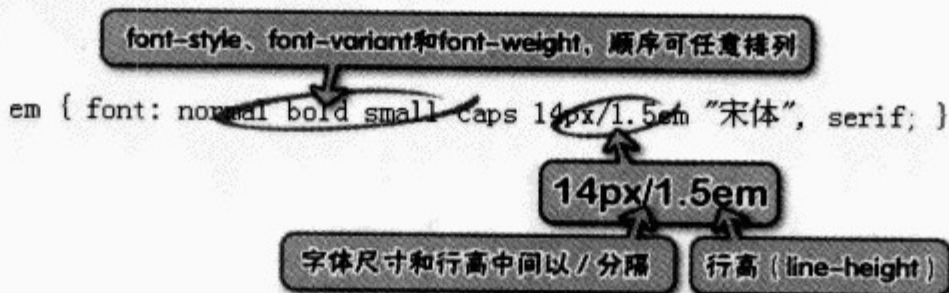 font-style、font-variant和font-weight，顺序可任意排列
em { font: normal bold small-caps 14px/1.5em "宋体", serif; }
14px/1.5em
字体尺寸和行高中间以/分隔
行高（line-height）